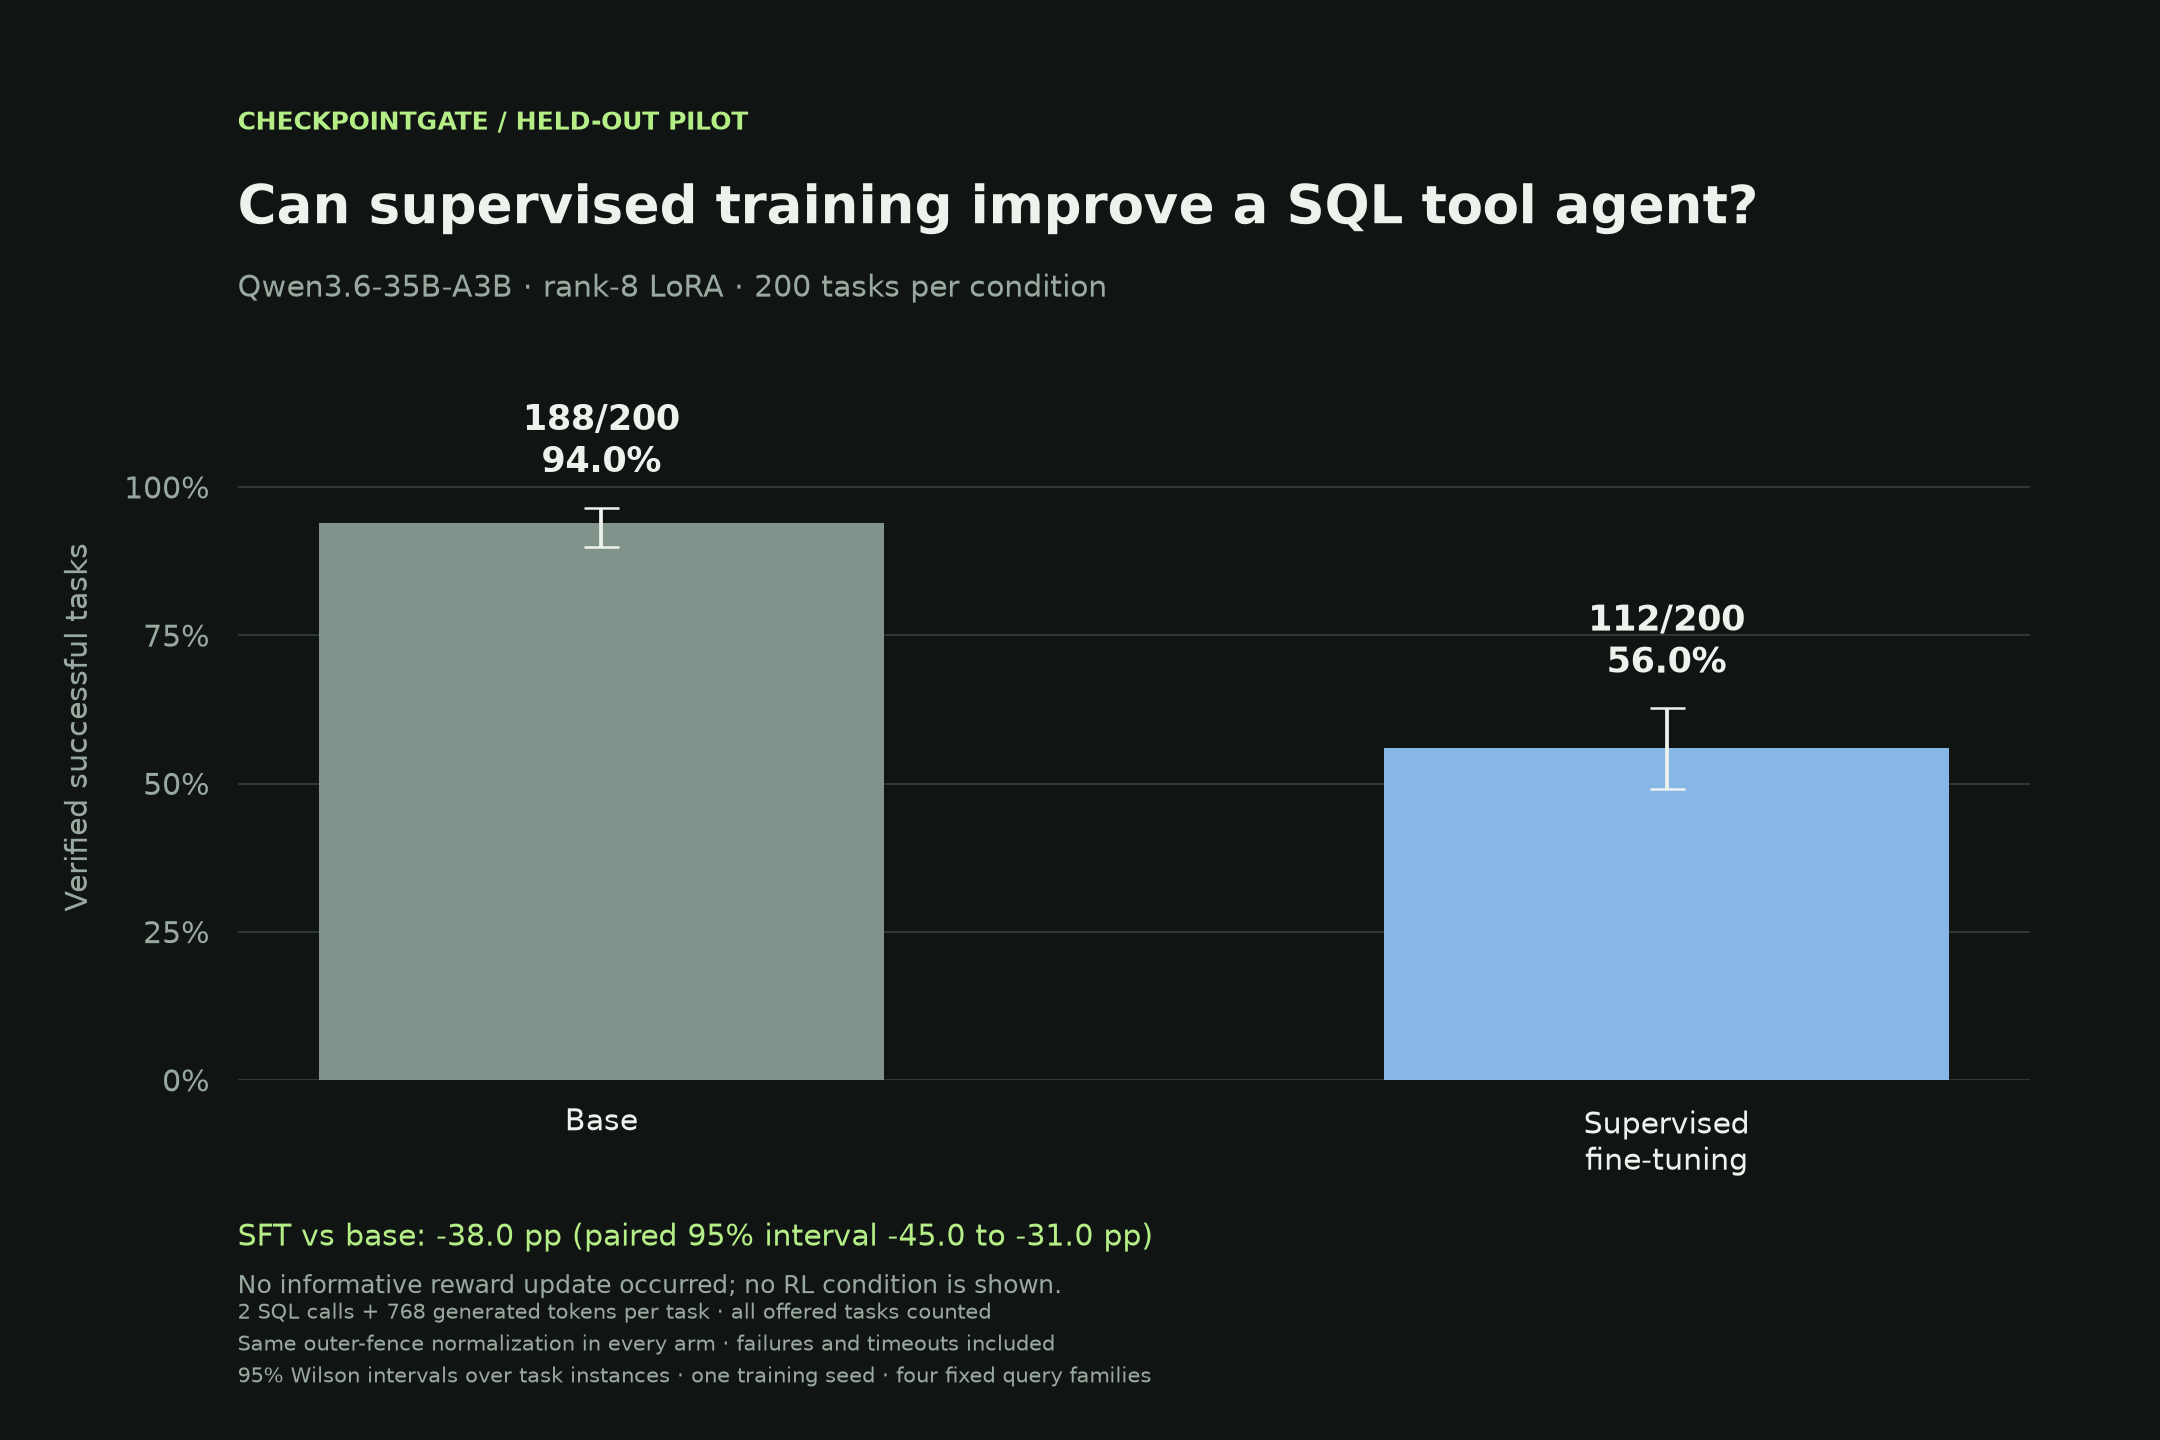 CHECKPOINTGATE / HELD-OUT PILOT
Can supervised training improve a SQL tool agent?
Qwen3.6-35B-A3B · rank-8 LoRA · 200 tasks per condition
188/200
94.0%
112/200
56.0%
Verified successful tasks
100%
75%
50%
25%
0%
Base
Supervised
fine-tuning
SFT vs base: -38.0 pp (paired 95% interval -45.0 to -31.0 pp)
No informative reward update occurred; no RL condition is shown.
2 SQL calls + 768 generated tokens per task · all offered tasks counted
Same outer-fence normalization in every arm · failures and timeouts included
95% Wilson intervals over task instances · one training seed · four fixed query families